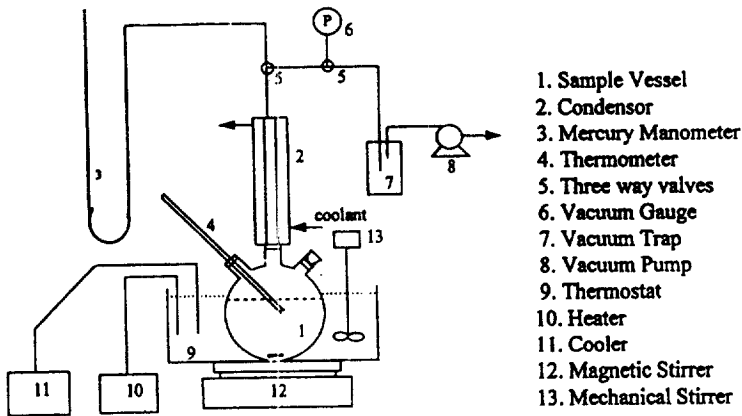 P
6
5
5
1. Sample Vessel
2. Condensor
3. Mercury Manometer
4. Thermometer
5. Three way valves
6. Vacuum Gauge
7. Vacuum Trap
8. Vacuum Pump
9. Thermostat
10. Heater
11. Cooler
12. Magnetic Stirrer
13. Mechanical Stirrer
2
3
7
8
4
coolant
13
1
9
11
10
12